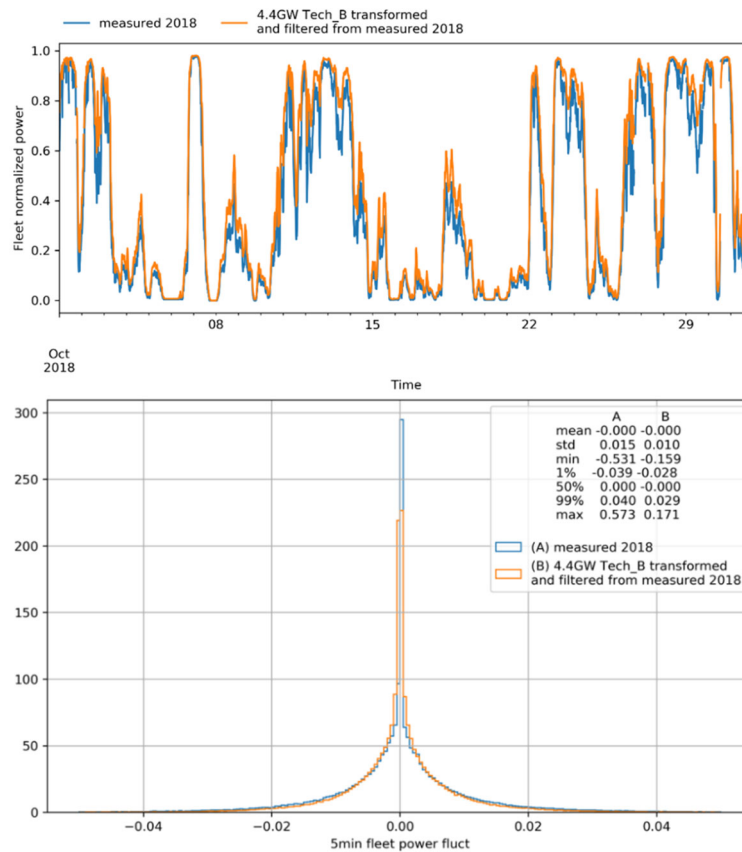 measured 2018
4.4GW Tech_B transformed
and filtered from measured 2018
Fleet normalized power
1.0
0.8
0.6
0.4
0.2
0.0
08
15
22
29
Oct
2018
Time
300
250
200
150
100
50
0
A B
mean -0.000 -0.000
std 0.015 0.010
min -0.531 -0.159
1% -0.039 -0.028
50% 0.000 -0.000
99% 0.040 0.029
max 0.573 0.171
(A) measured 2018
(B) 4.4GW Tech_B transformed
and filtered from measured 2018
−0.04
−0.02
0.00
0.02
0.04
5min fleet power fluct